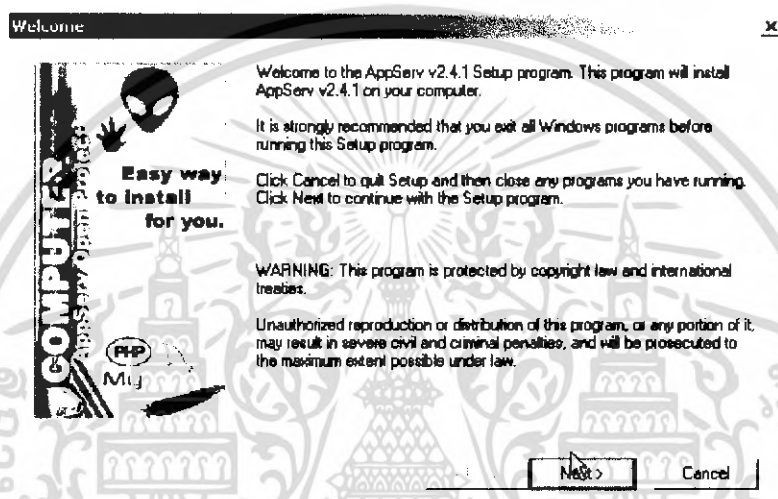 Welcome
x
Welcome to the AppServ v2.4.1 Setup program. This program will install
AppServ v2.4.1 on your computer.
It is strongly recommended that you exit all Windows programs before
running this Setup program.
Click Cancel to quit Setup and then close any programs you have running.
Click Next to continue with the Setup program.
WARNING: This program is protected by copyright law and international
treaties.
Unauthorized reproduction or distribution of this program, or any portion of it,
may result in severe civil and criminal penalties, and will be prosecuted to
the maximum extent possible under law.
COMPUTER
AppServ Open Project
Easy way
to install
for you.
PHP
My
Next >
Cancel